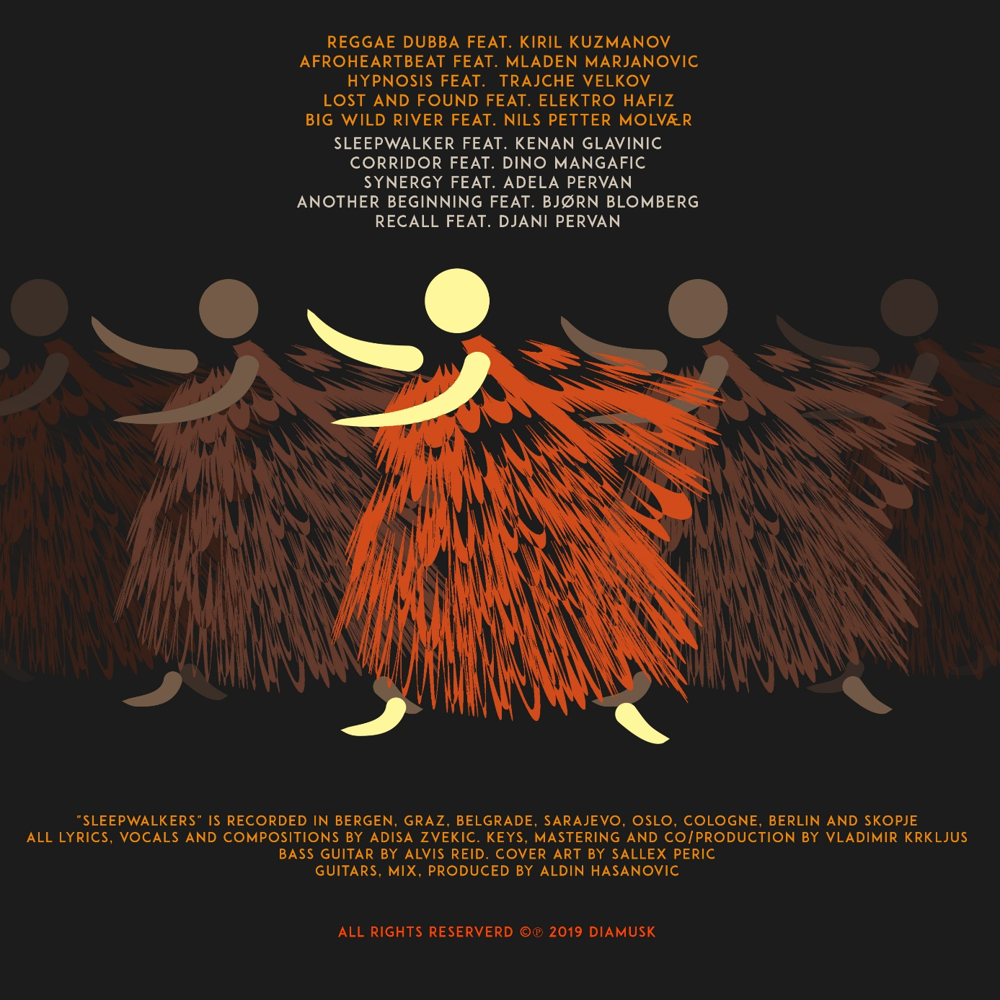 REGGAE DUBBA FEAT. KIRIL KUZMANOV
AFROHEARTBEAT FEAT. MLADEN MARJANOVIC
HYPNOSIS FEAT. TRAJCHE VELKOV
LOST AND FOUND FEAT. ELEKTRO HAFIZ
BIG WILD RIVER FEAT. NILS PETTER MOLVÆR
SLEEPWALKER FEAT. KENAN GLAVINIC
CORRIDOR FEAT. DINO MANGAFIC
SYNERGY FEAT. ADELA PERVAN
ANOTHER BEGINNING FEAT. BJØRN BLOMBERG
RECALL FEAT. DJANI PERVAN
"SLEEPWALKERS" IS RECORDED IN BERGEN, GRAZ, BELGRADE, SARAJEVO, OSLO, COLOGNE, BERLIN AND SKOPJE
ALL LYRICS, VOCALS AND COMPOSITIONS BY ADISA ZVEKIC. KEYS, MASTERING AND CO/PRODUCTION BY VLADIMIR KRKLJUS
BASS GUITAR BY ALVIS REID. COVER ART BY SALLEX PERIC
GUITARS, MIX, PRODUCED BY ALDIN HASANOVIC
ALL RIGHTS RESERVERD ©℗ 2019 DIAMUSK